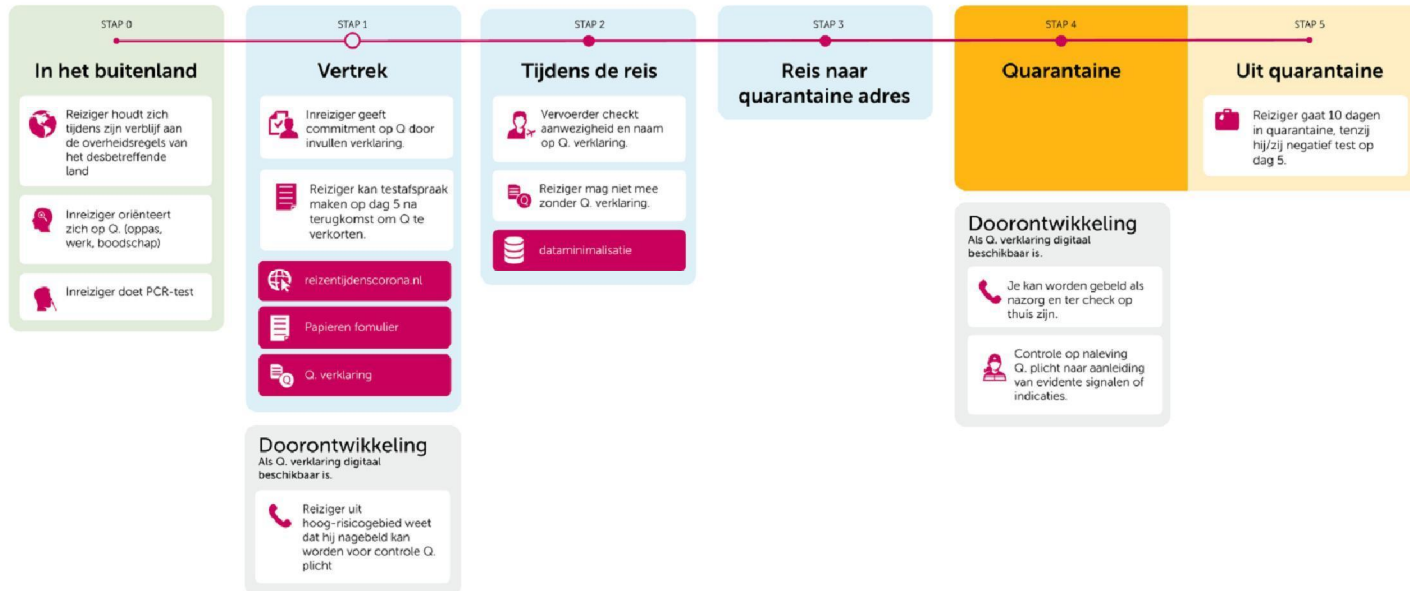 STAP 0
In het buitenland
Reiziger houdt zich
tijdens zijn verblijf aan
de overheidsregels van
het desbetreffende
land
Inreiziger oriënteert
zich op Q. (oppas,
werk, boodschap)
Inreiziger doet PCR-test
STAP 1
Vertrek
Inreiziger geeft
commitment op Q door
invullen verklaring.
Reiziger kan testafspraak
maken op dag 5 na
terugkomst om Q te
verkorten.
reizentijdenscorona.nl
Papieren fomulier
Q. verklaring
Doorontwikkeling
Als Q. verklaring digitaal
beschikbaar is.
Reiziger uit
hoog-risicogebied weet
dat hij nagebeld kan
worden voor controle Q.
plicht
STAP 2
Tijdens de reis
Vervoerder checkt
aanwezigheid en naam
op Q. verklaring.
Reiziger mag niet mee
zonder Q. verklaring.
dataminimalisatie
STAP 3
Reis naar
quarantaine adres
STAP 4
Quarantaine
Doorontwikkeling
Als Q. verklaring digitaal
beschikbaar is.
Je kan worden gebeld als
nazorg en ter check op
thuis zijn.
Controle op naleving
Q. plicht naar aanleiding
van evidente signalen of
indicaties.
STAP 5
Uit quarantaine
Reiziger gaat 10 dagen
in quarantaine, tenzij
hij/zij negatief test op
dag 5.